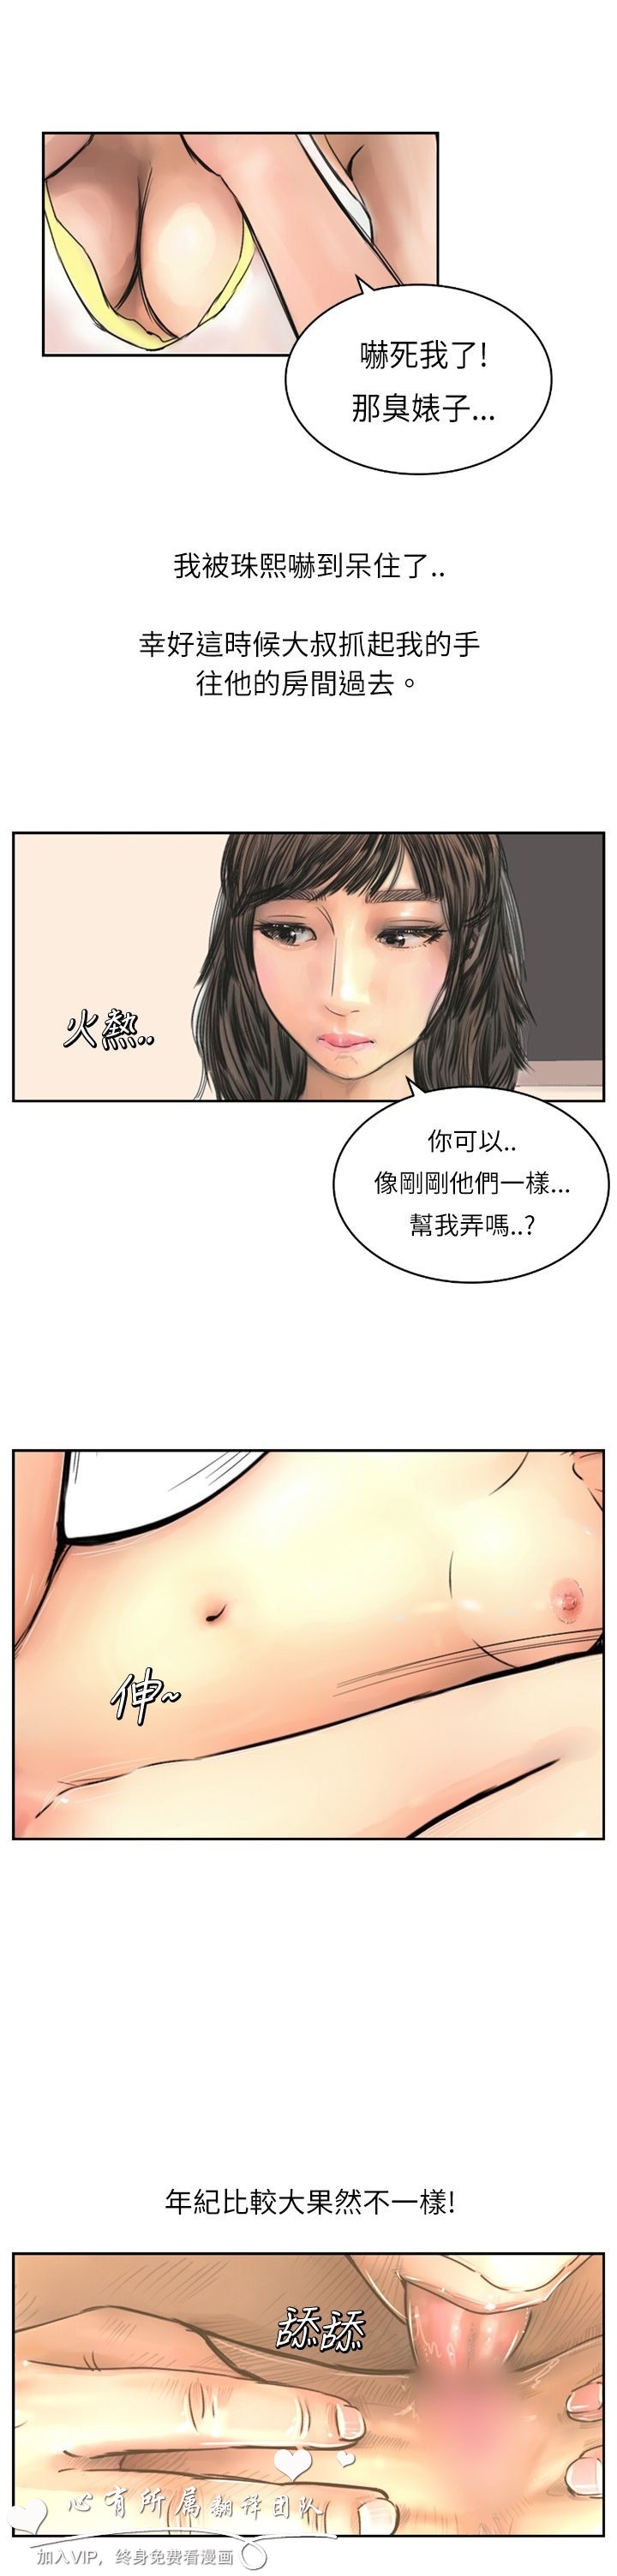 嚇死我了!
那臭婊子...
我被珠熙嚇到呆住了..
幸好這時候大叔抓起我的手
往他的房間過去。
火熱..
你可以..
像剛剛他們一樣...
幫我弄嗎..?
伸~
年紀比較大果然不一樣!
舔舔
心有所属翻译团队
加入VIP，终身免费看漫画